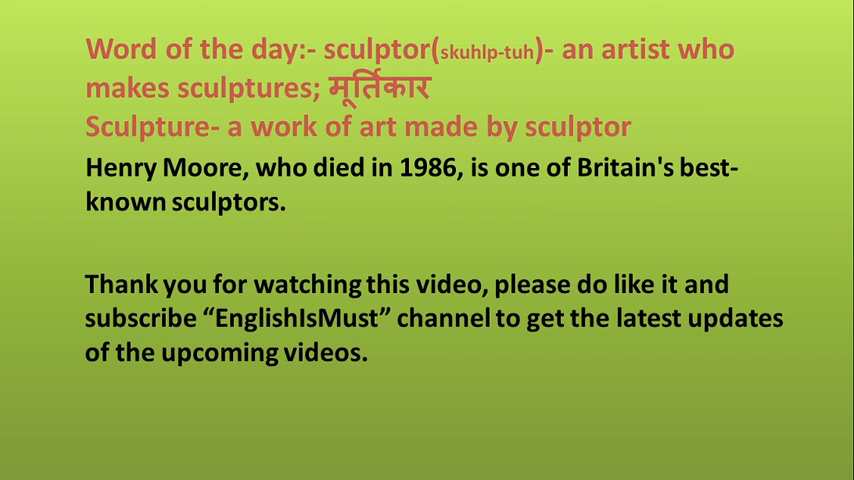 Word of the day:- sculptor(skuhlp-tuh)- an artist who
makes sculptures; मूर्तिकार
Sculpture- a work of art made by sculptor
Henry Moore, who died in 1986, is one of Britain's best-
known sculptors.
Thank you for watching this video, please do like it and
subscribe “EnglishIsMust” channel to get the latest updates
of the upcoming videos.